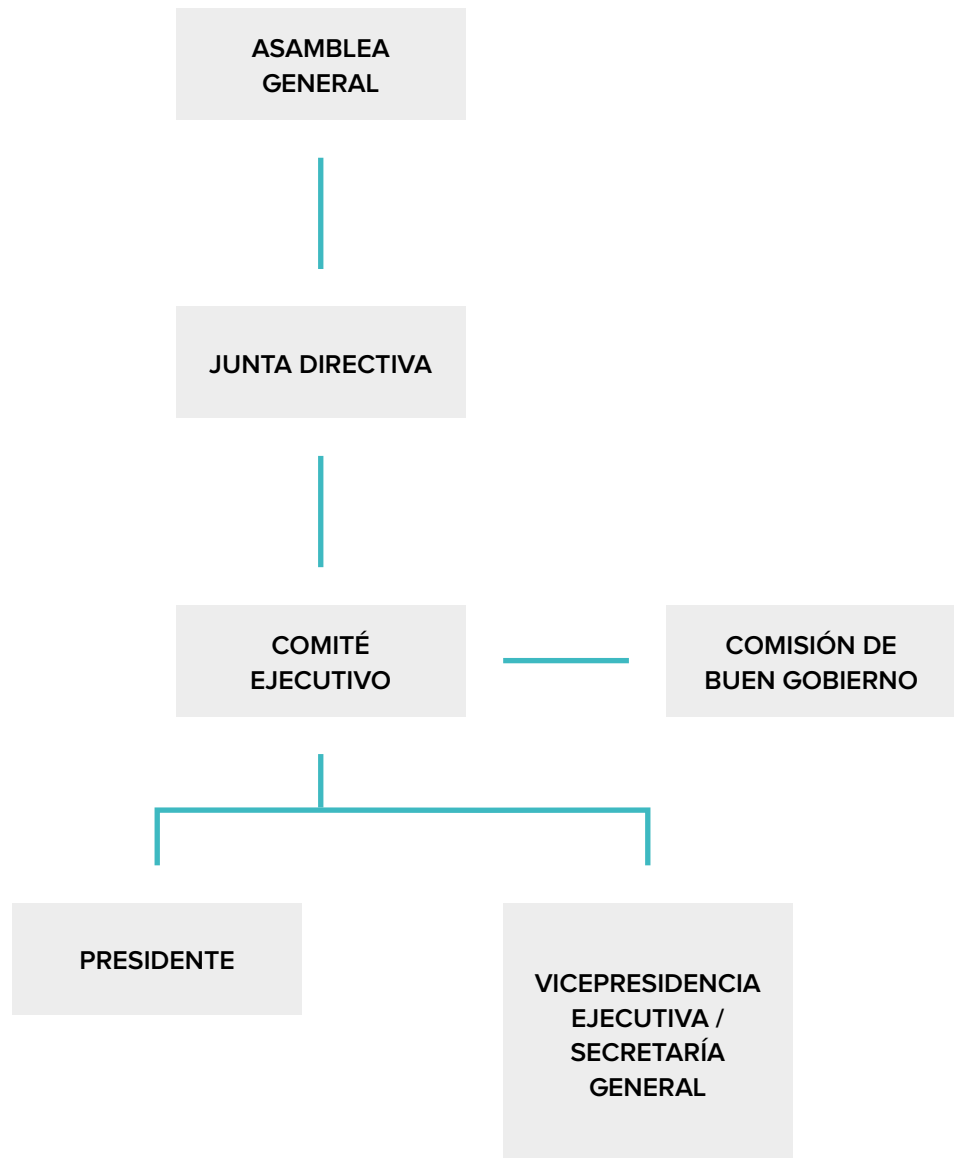 ASAMBLEA
GENERAL
JUNTA DIRECTIVA
COMITÉ
EJECUTIVO
COMISIÓN DE
BUEN GOBIERNO
PRESIDENTE
VICEPRESIDENCIA
EJECUTIVA /
SECRETARÍA
GENERAL